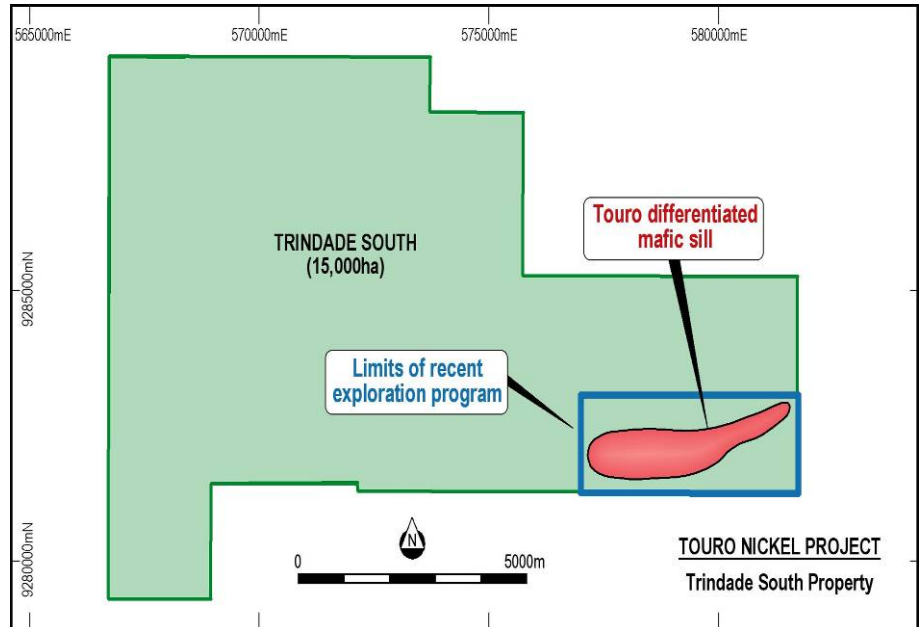 565000mE
570000mE
575000mE
580000mE
Touro differentiated
mafic sill
TRINDADE SOUTH
(15,000ha)
9285000mN
Limits of recent
exploration program
N
0
5000m
9280000mN
TOURO NICKEL PROJECT
Trindade South Property